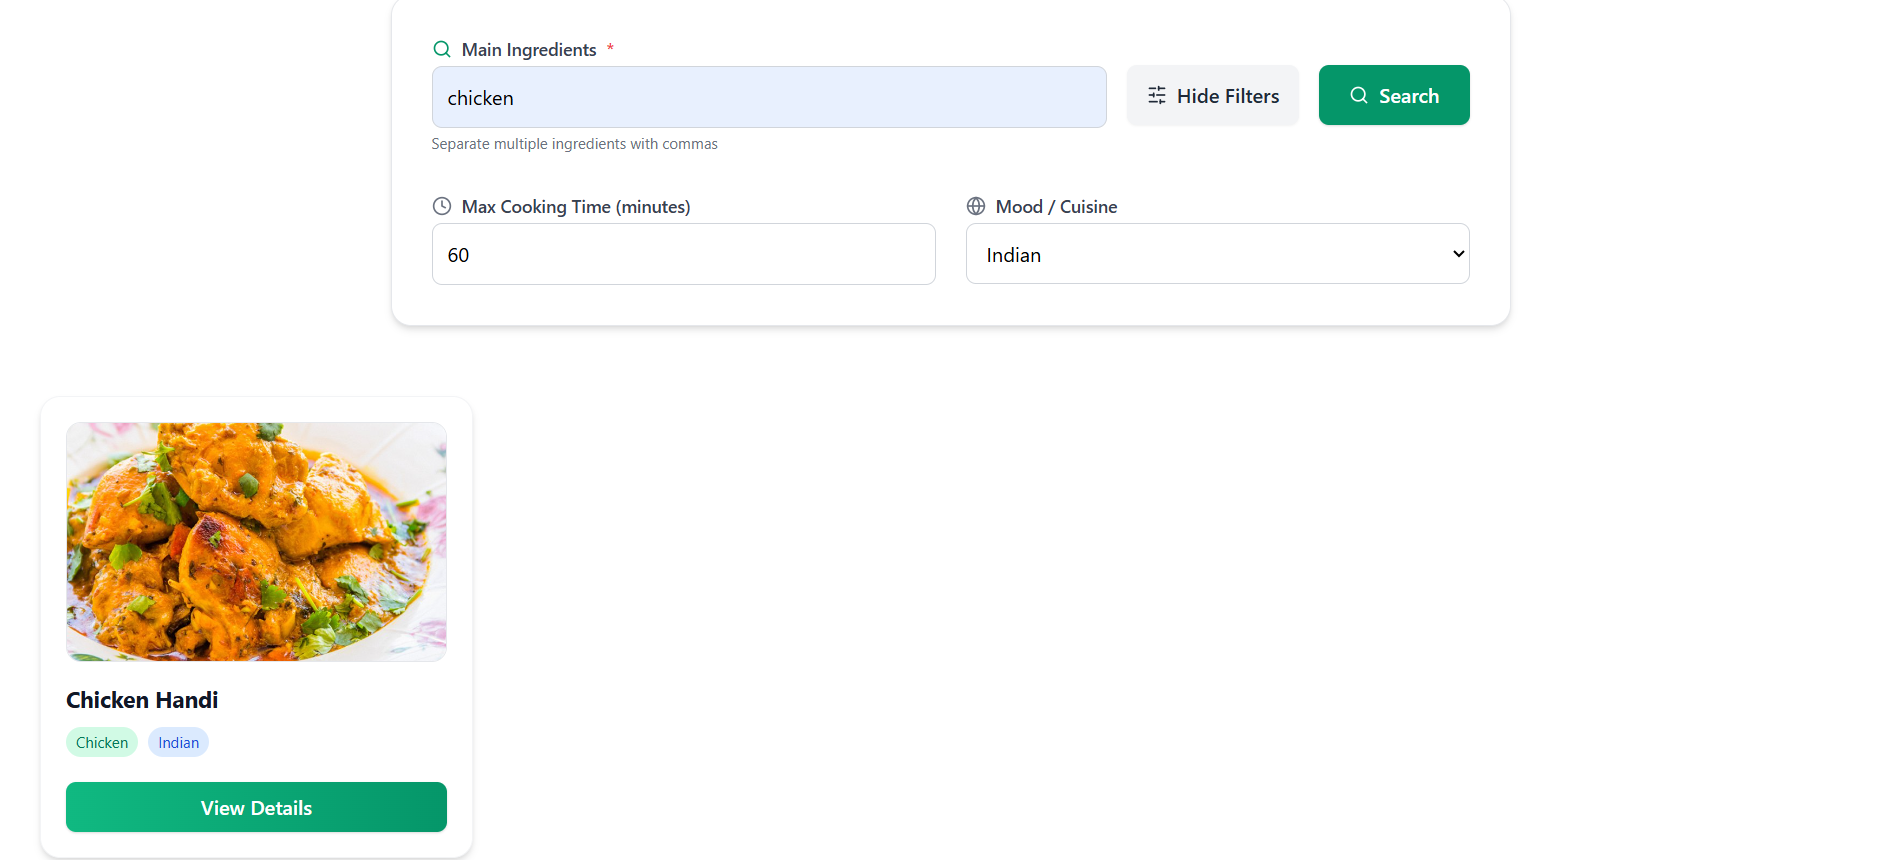 Main Ingredients *
chicken
Hide Filters
Search
Separate multiple ingredients with commas
Max Cooking Time (minutes)
Mood / Cuisine
60
Indian
Chicken Handi
Chicken
Indian
View Details